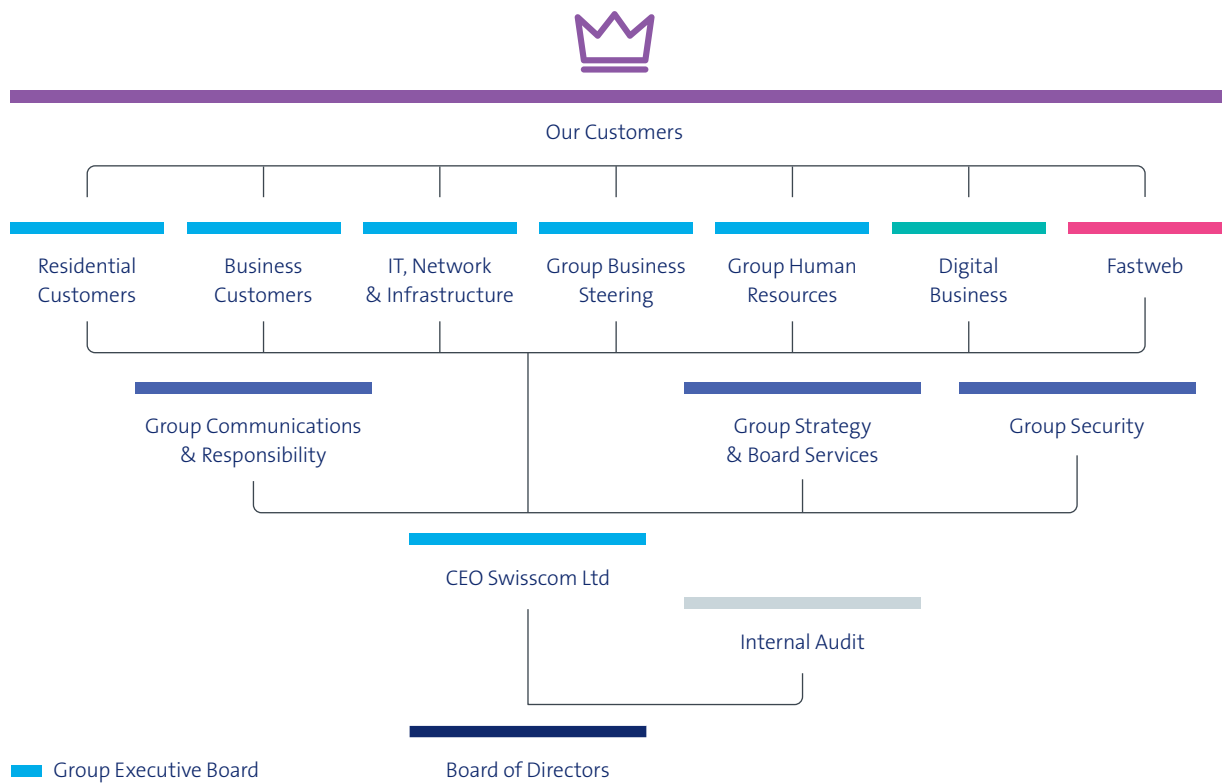 Our Customers
Residential
Customers
Business
Customers
IT, Network
& Infrastructure
Group Business
Steering
Group Human
Resources
Digital
Business
Fastweb
Group Communications
& Responsibility
Group Strategy
& Board Services
Group Security
CEO Swisscom Ltd
Internal Audit
Group Executive Board
Board of Directors